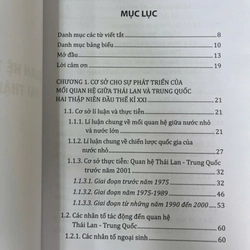 MỤC LỤC
Danh mục các từ viết tắt 8
Danh mục bảng biểu 10
Mở đầu 13
Lời cảm ơn 19
CHƯƠNG 1. CƠ SỞ CHO SỰ PHÁT TRIỂN CỦA
MỐI QUAN HỆ GIỮA THÁI LAN VÀ TRUNG QUỐC
HAI THẬP NIÊN ĐẦU THẾ KỈ XXI 21
1.1. Cơ sở lí luận và thực tiễn 21
1.1.1. Lí luận chung về mối quan hệ giữa nước nhỏ
và nước lớn 21
1.1.2. Lí luận chung về chiến lược quốc gia của
nước nhỏ 27
1.1.3. Cơ sở thực tiễn: Quan hệ Thái Lan - Trung Quốc
trước năm 2001 32
1.1.3.1. Giai đoạn trước năm 1975 32
1.1.3.2. Giai đoạn từ năm 1975-1989 46
1.1.3.3. Giai đoạn từ những năm 1990 đến 2000 53
1.2. Các nhân tố tác động đến quan hệ
Thái Lan - Trung Quốc 60
1.2.1. Các nhân tố ngoại sinh 60